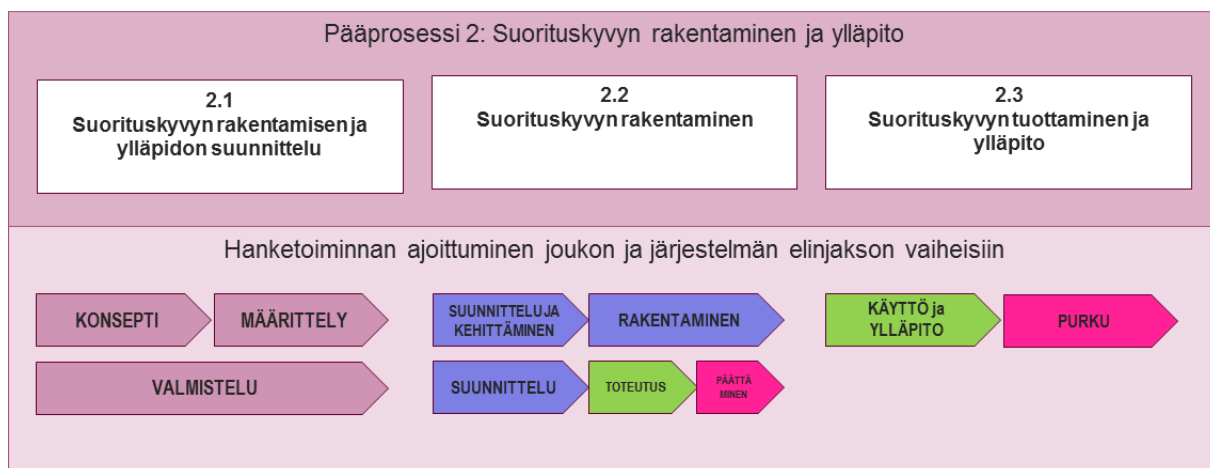 Pääprosessi 2: Suorituskyvyn rakentaminen ja ylläpito
2.1
Suorituskyvyn rakentamisen ja
ylläpidon suunnittelu
2.2
Suorituskyvyn rakentaminen
2.3
Suorituskyvyn tuottaminen ja
ylläpito
Hanketoiminnan ajoittuminen joukon ja järjestelmän elinjakson vaiheisiin
KONSEPTI
MÄÄRITTELY
SUUNNITTELUJA
KEHITTÄMINEN
RAKENTAMINEN
KÄYTTÖ ja
YLLÄPITO
PURKU
VALMISTELU
SUUNNITTELU
TOTEUTUS
PÄÄTTÄ
MINEN